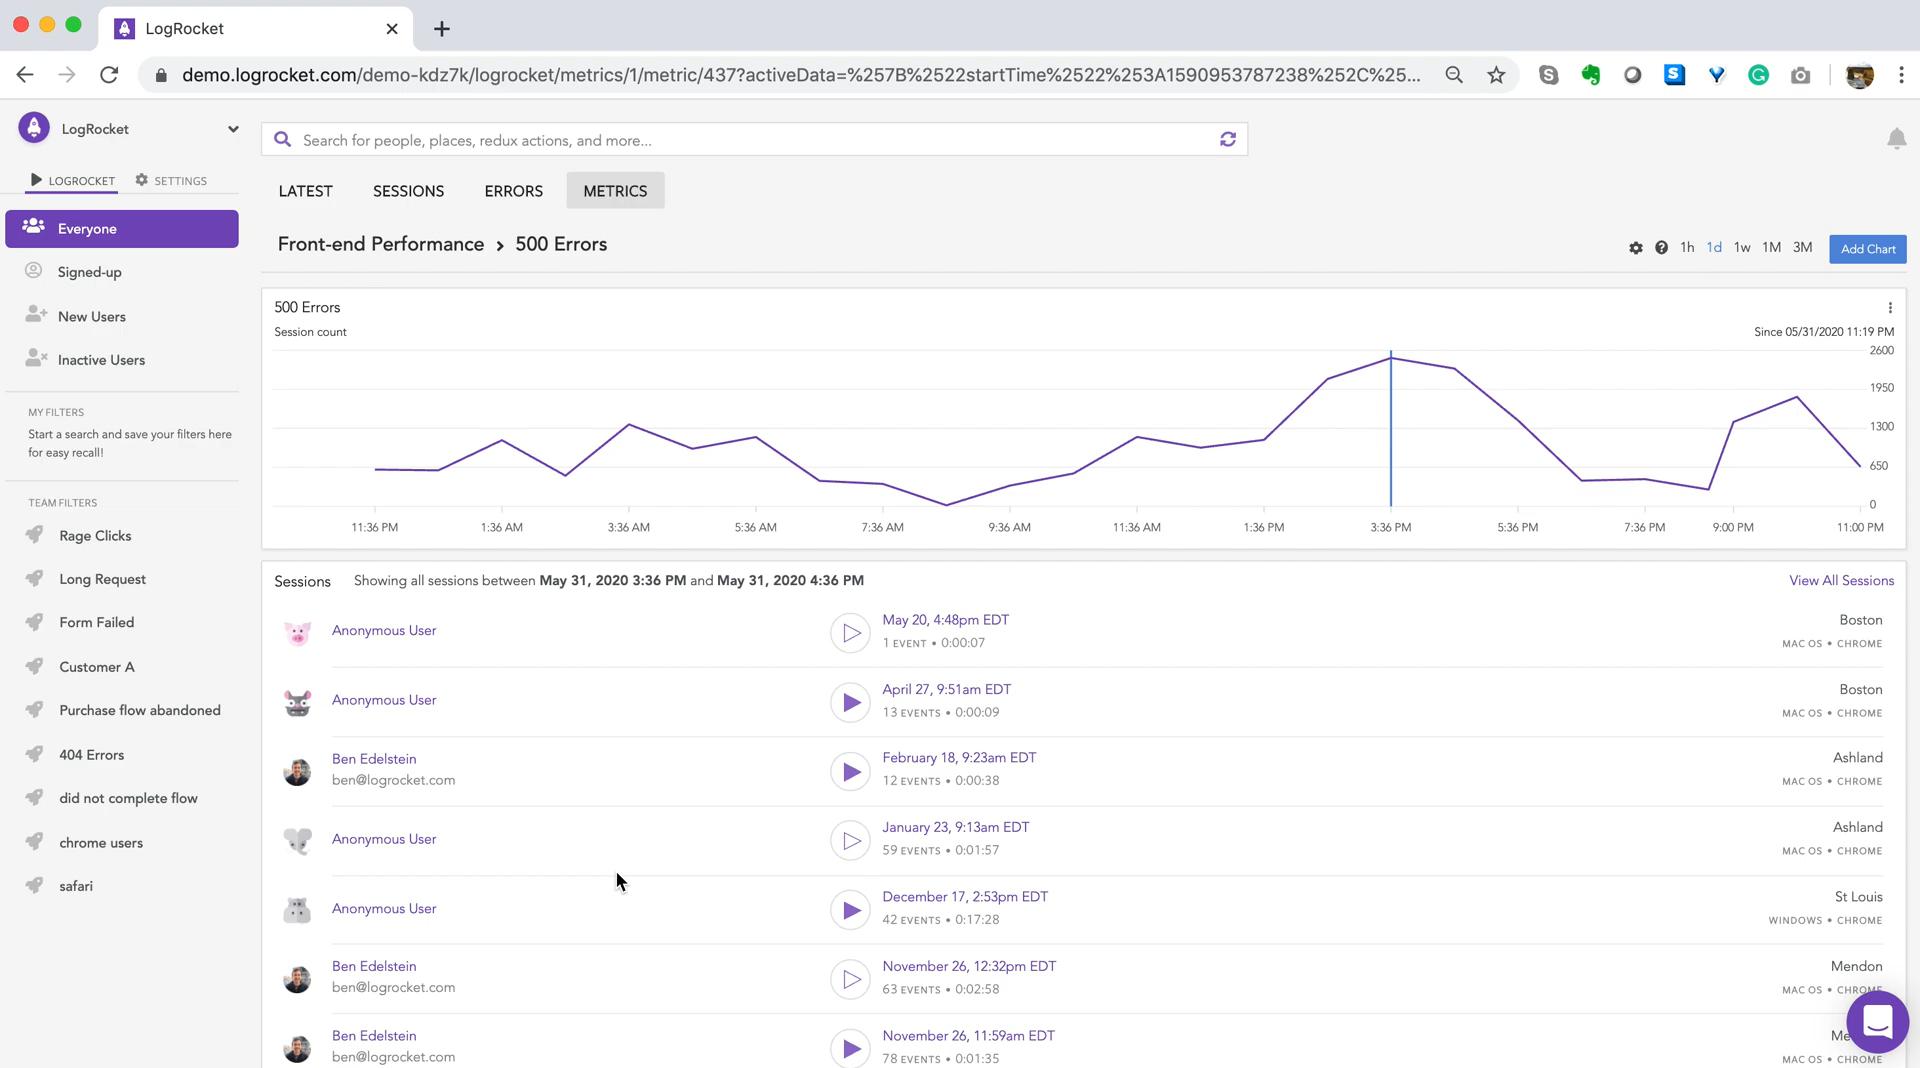 LogRocket
demo.logrocket.com/demo-kdz7k/logrocket/metrics/1/metric/437?activeData=%257B%2522startTime%2522%253A1590953787238%252C%25...
LogRocket
Search for people, places, redux actions, and more...
LOGROCKET
SETTINGS
LATEST
SESSIONS
ERRORS
METRICS
Everyone
Signed-up
New Users
Inactive Users
MY FILTERS
Start a search and save your filters here
for easy recall!
TEAM FILTERS
Rage Clicks
Long Request
Form Failed
Customer A
Purchase flow abandoned
404 Errors
did not complete flow
chrome users
safari
Front-end Performance > 500 Errors
1h 1d 1w 1M 3M
Add Chart
500 Errors
Session count
Since 05/31/2020 11:19 PM
2600
1950
1300
650
0
11:36 PM 1:36 AM 3:36 AM 5:36 AM 7:36 AM 9:36 AM 11:36 AM 1:36 PM 3:36 PM 5:36 PM 7:36 PM 9:00 PM 11:00 PM
Sessions Showing all sessions between May 31, 2020 3:36 PM and May 31, 2020 4:36 PM
View All Sessions
Anonymous User
May 20, 4:48pm EDT
1 EVENT • 0:00:07
Boston
MAC OS • CHROME
Anonymous User
April 27, 9:51am EDT
13 EVENTS • 0:00:09
Boston
MAC OS • CHROME
Ben Edelstein
ben@logrocket.com
February 18, 9:23am EDT
12 EVENTS • 0:00:38
Ashland
MAC OS • CHROME
Anonymous User
January 23, 9:13am EDT
59 EVENTS • 0:01:57
Ashland
MAC OS • CHROME
Anonymous User
December 17, 2:53pm EDT
42 EVENTS • 0:17:28
St Louis
WINDOWS • CHROME
Ben Edelstein
ben@logrocket.com
November 26, 12:32pm EDT
63 EVENTS • 0:02:58
Mendon
MAC OS • CHROME
Ben Edelstein
ben@logrocket.com
November 26, 11:59am EDT
78 EVENTS • 0:01:35
MAC OS • CHROME